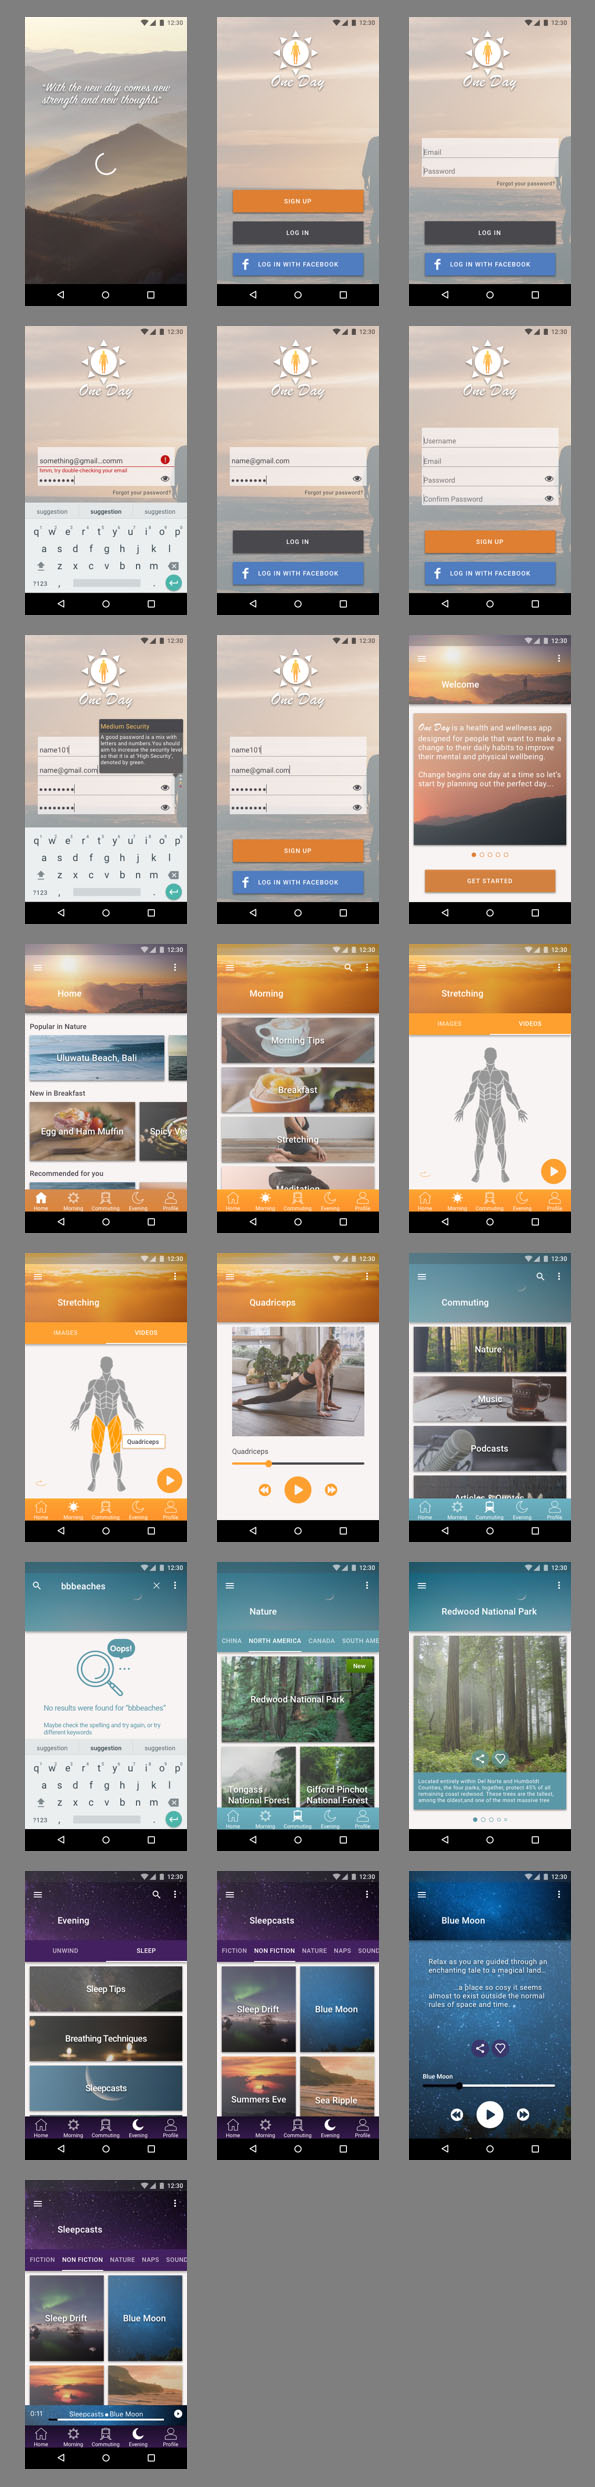 12:30
"With the new day comes new
strength and new thoughts"
12:30
One Day
SIGN UP
LOG IN
f LOG IN WITH FACEBOOK
12:30
One Day
Email
Password
Forgot your password?
LOG IN
f LOG IN WITH FACEBOOK
12:30
One Day
something@gmail...comm
!
hmm, try double-checking your email
Forgot your password?
suggestion suggestion suggestion
q w e r t y u i o p
a s d f g h j k l
z x c v b n m
?123 , .
12:30
One Day
name@gmail.com
Forgot your password?
LOG IN
f LOG IN WITH FACEBOOK
12:30
One Day
Username
Email
Password
Confirm Password
SIGN UP
f LOG IN WITH FACEBOOK
12:30
One Day
Medium Security
A good password is a mix with
letters and numbers.You should
aim to increase the security level
so that it is at 'High Security',
denoted by green.
name101
name@gmail.com
q w e r t y u i o p
a s d f g h j k l
z x c v b n m
?123 , .
12:30
One Day
name101
name@gmail.com
SIGN UP
f LOG IN WITH FACEBOOK
12:30
Welcome
One Day is a health and wellness app
designed for people that want to make a
change to their daily habits to improve
their mental and physical wellbeing.
Change begins one day at a time so let's
start by planning out the perfect day...
GET STARTED
12:30
Home
Popular in Nature
Uluwatu Beach, Bali
New in Breakfast
Egg and Ham Muffin
Spicy Ve
Recommended for you
Home Morning Commuting Evening Profile
12:30
Morning
Morning Tips
Breakfast
Stretching
Meditation
Home Morning Commuting Evening Profile
12:30
Stretching
IMAGES VIDEOS
Home Morning Commuting Evening Profile
12:30
Stretching
IMAGES VIDEOS
Quadriceps
Home Morning Commuting Evening Profile
12:30
Quadriceps
Quadriceps
12:30
Commuting
Nature
Music
Podcasts
Articles & Quotes
Home Morning Commuting Evening Profile
12:30
bbbeaches
Oops!
No results were found for "bbbeaches"
Maybe check the spelling and try again, or try
different keywords
suggestion suggestion suggestion
q w e r t y u i o p
a s d f g h j k l
z x c v b n m
?123 , .
12:30
Nature
CHINA NORTH AMERICA CANADA SOUTH AME
New
Redwood National Park
Tongass
National Forest
Gifford Pinchot
National Forest
Home Morning Commuting Evening Profile
12:30
Redwood National Park
Located entirely within Del Norte and Humboldt
Counties, the four parks, together, protect 45% of all
remaining coast redwood. These trees are the tallest,
among the oldest,and one of the most massive tree
12:30
Evening
UNWIND SLEEP
Sleep Tips
Breathing Techniques
Sleepcasts
Home Morning Commuting Evening Profile
12:30
Sleepcasts
FICTION NON FICTION NATURE NAPS SOUND
Sleep Drift
Blue Moon
Summers Eve
Sea Ripple
Home Morning Commuting Evening Profile
12:30
Blue Moon
Relax as you are guided through an
enchanting tale to a magical land...
...a place so cosy it seems
almost to exist outside the normal
rules of space and time.
Blue Moon
12:30
Sleepcasts
FICTION NON FICTION NATURE NAPS SOUND
Sleep Drift
Blue Moon
0:11 Sleepcasts • Blue Moon
Home Morning Commuting Evening Profile